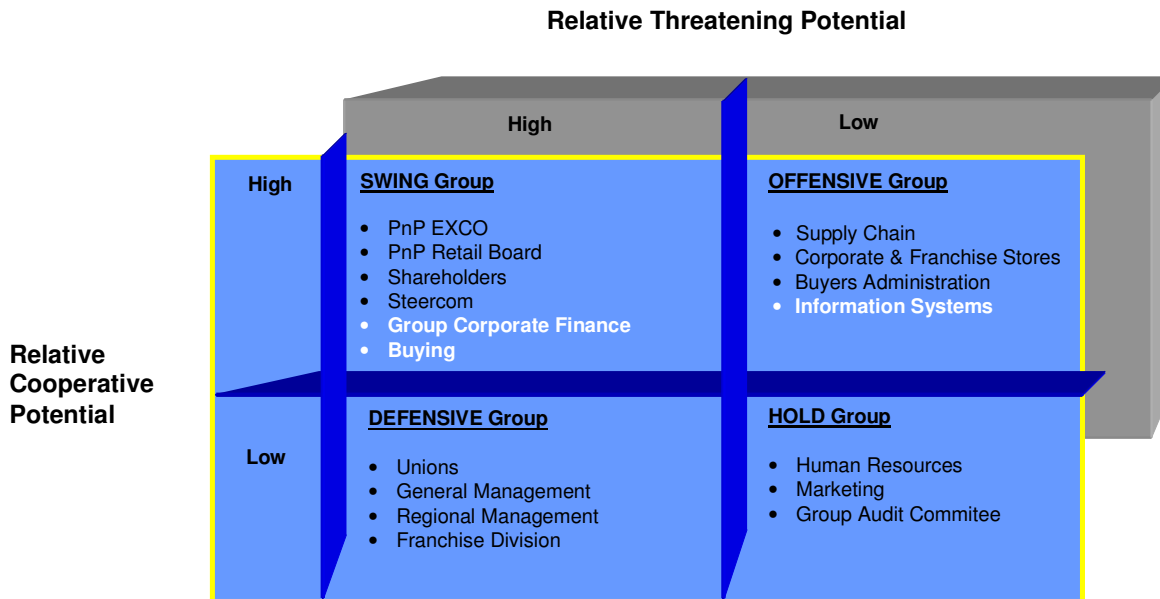 Relative Threatening Potential
High
Low
High
SWING Group
• PnP EXCO
• PnP Retail Board
• Shareholders
• Steercom
• Group Corporate Finance
• Buying
OFFENSIVE Group
• Supply Chain
• Corporate & Franchise Stores
• Buyers Administration
• Information Systems
Relative
Cooperative
Potential
Low
DEFENSIVE Group
• Unions
• General Management
• Regional Management
• Franchise Division
HOLD Group
• Human Resources
• Marketing
• Group Audit Commitee